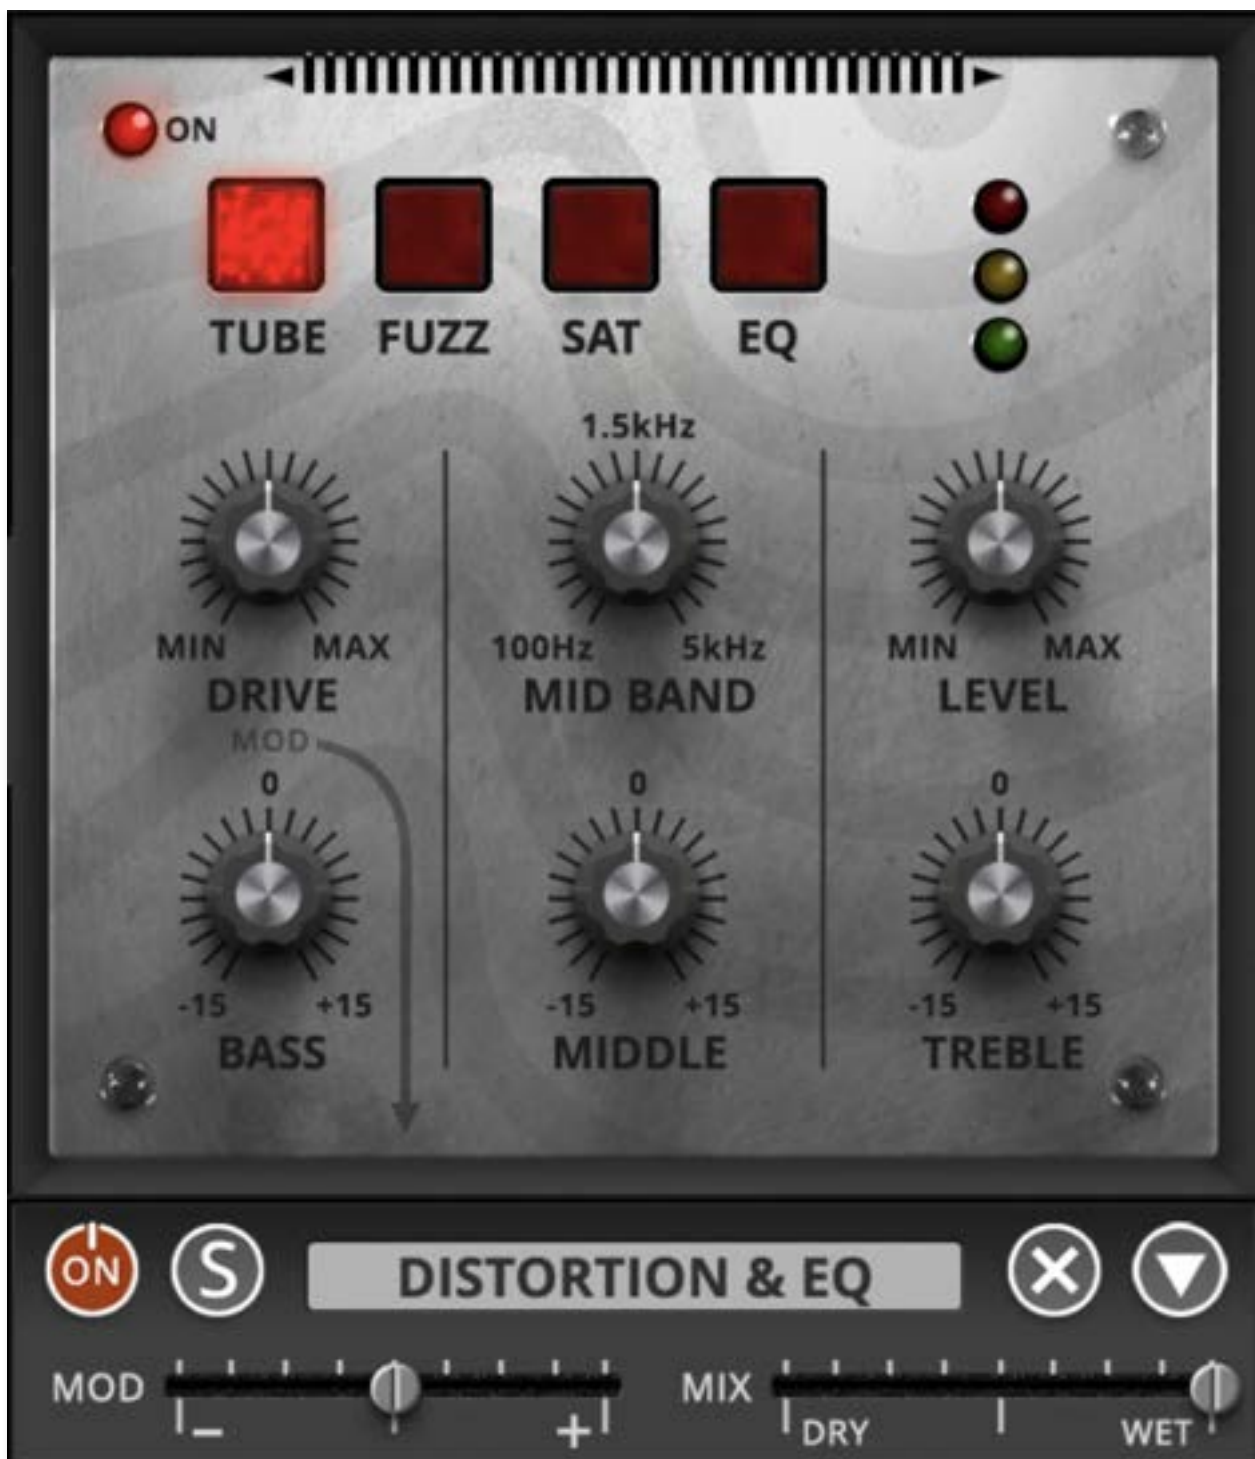 ON
TUBE FUZZ SAT EQ
1.5kHz
MIN MAX 100Hz 5kHz MIN MAX
DRIVE MID BAND LEVEL
MOD
0 0 0
-15 +15 -15 +15 -15 +15
BASS MIDDLE TREBLE
ON S DISTORTION & EQ
MOD MIX
− + DRY WET